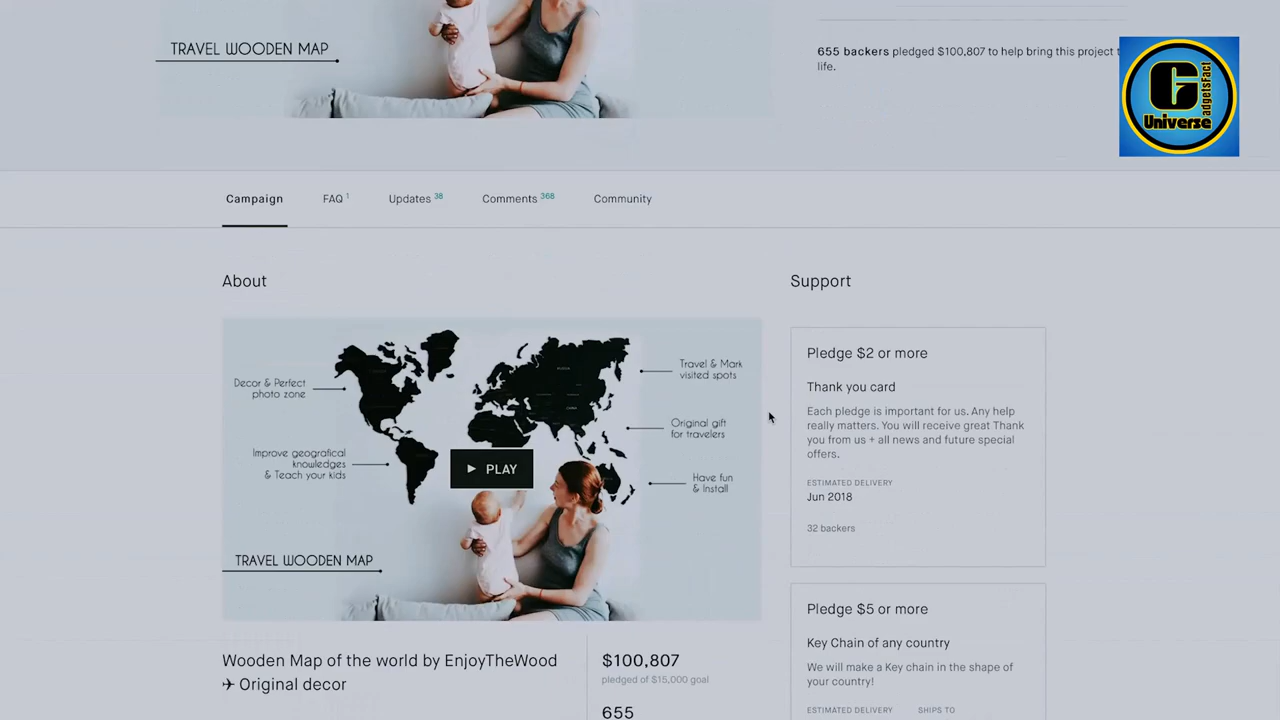 TRAVEL WOODEN MAP
655 backers pledged $100,807 to help bring this project t
life.
G
adgetsFact
Universe
Campaign
FAQ 1
Updates 38
Comments 368
Community
About
Support
Decor & Perfect
photo zone
Improve geografical
knowledges
& Teach your kids
Travel & Mark
visited spots
Original gift
for travelers
Have fun
& Install
PLAY
TRAVEL WOODEN MAP
Pledge $2 or more
Thank you card
Each pledge is important for us. Any help
really matters. You will receive great Thank
you from us + all news and future special
offers.
ESTIMATED DELIVERY
Jun 2018
32 backers
Pledge $5 or more
Key Chain of any country
We will make a Key chain in the shape of
your country!
ESTIMATED DELIVERY SHIPS TO
Wooden Map of the world by EnjoyTheWood
✈ Original decor
$100,807
pledged of $15,000 goal
655